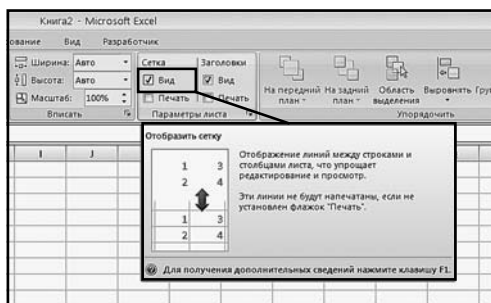 Книга2 - Microsoft Excel
ование Вид Разработчик
Ширина: Авто Сетка Заголовки
Высота: Авто Вид Вид
Масштаб: 100% Печать Печать
На передний план На задний план Область выделения Выровнять Груп
Вписать Параметры листа Упорядочить
Отобразить сетку
I J
1 3
2 4
1 3
2 4
Отображение линий между строками и
столбцами листа, что упрощает
редактирование и просмотр.
Эти линии не будут напечатаны, если не
установлен флажок "Печать".
Для получения дополнительных сведений нажмите клавишу F1.